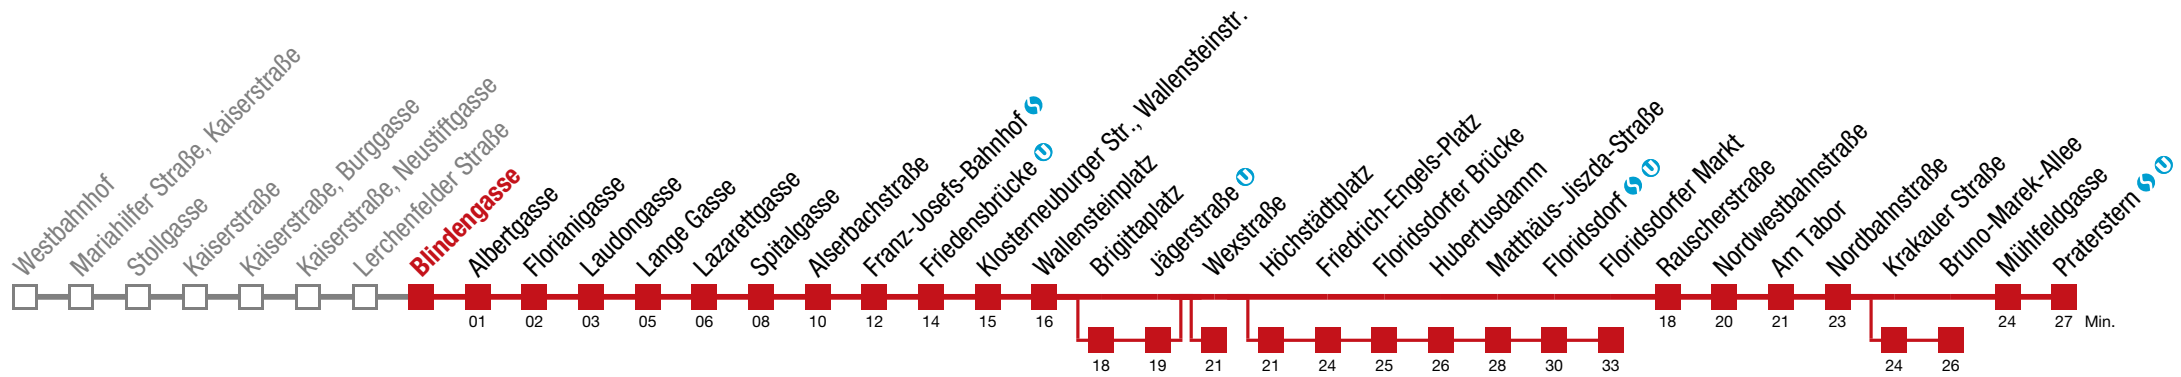 Westbahnhof
Mariahilfer Straße, Kaiserstraße
Stollgasse
Kaiserstraße
Kaiserstraße, Burggasse
Kaiserstraße, Neustiftgasse
Lerchenfelder Straße
Blindengasse
Albertgasse
Florianigasse
Laudongasse
Lange Gasse
Lazarettgasse
Spitalgasse
Alserbachstraße
Franz-Josefs-Bahnhof S
Friedensbrücke U
Klosterneuburger Str., Wallensteinstr.
Wallensteinplatz
Brigittaplatz
Jägerstraße U
Wexstraße
Höchstädtplatz
Friedrich-Engels-Platz
Floridsdorfer Brücke
Hubertusdamm
Matthäus-Jiszda-Straße
Floridsdorf S U
Floridsdorfer Markt
Rauscherstraße
Nordwestbahnstraße
Am Tabor
Nordbahnstraße
Krakauer Straße
Bruno-Marek-Allee
Mühlfeldgasse
Praterstern S U
01 02 03 05 06 08 10 12 14 15 16 18 20 21 23 24 27 Min.
18 19 21 21 24 25 26 28 30 33 24 26